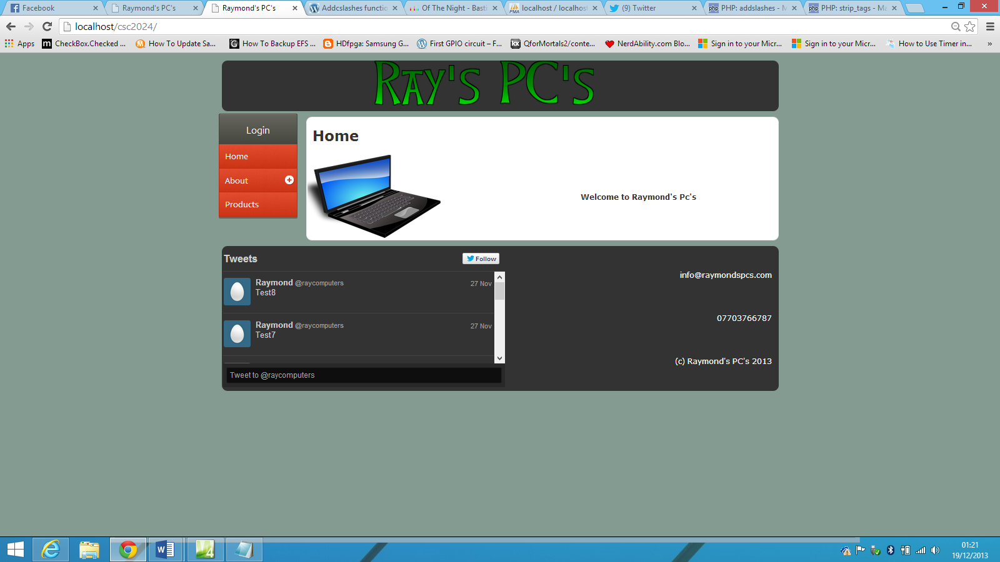 Facebook
Raymond's PC's
Raymond's PC's
Addcslashes functio
Of The Night - Basti
localhost / localhost
(9) Twitter
PHP: addslashes - M
PHP: strip_tags - Ma
localhost/csc2024/
Apps
CheckBox.Checked ...
How To Update Sa...
How To Backup EFS ...
HDfpga: Samsung G...
First GPIO circuit – F...
QforMortals2/conte...
NerdAbility.com Blo...
Sign in to your Micr...
Sign in to your Micr...
How to Use Timer in...
»
Ray's PC's
Login
Home
About
Products
Home
Welcome to Raymond's Pc's
Tweets
Follow
Raymond @raycomputers
27 Nov
Test8
Raymond @raycomputers
27 Nov
Test7
Tweet to @raycomputers
info@raymondspcs.com
07703766787
(c) Raymond's PC's 2013
01:21
19/12/2013